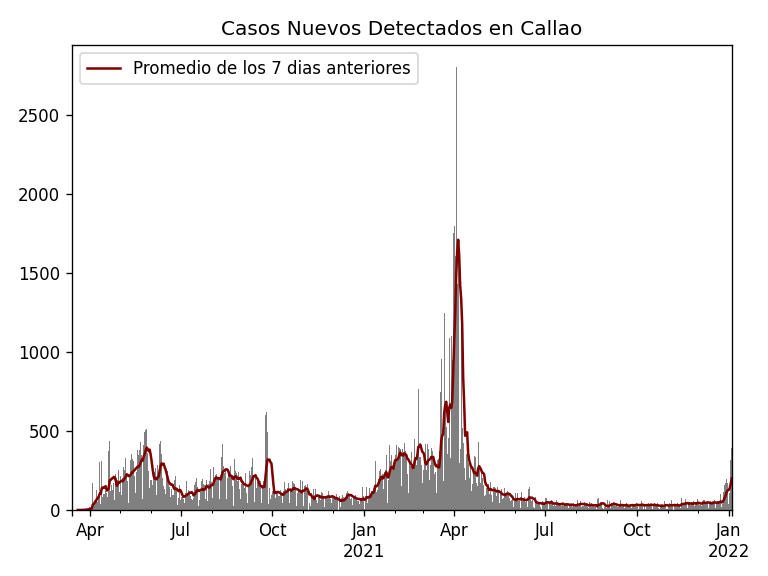 Casos Nuevos Detectados en Callao
Promedio de los 7 dias anteriores
2500
2000
1500
1000
500
0
Apr Jul Oct Jan Apr Jul Oct Jan
2021 2022